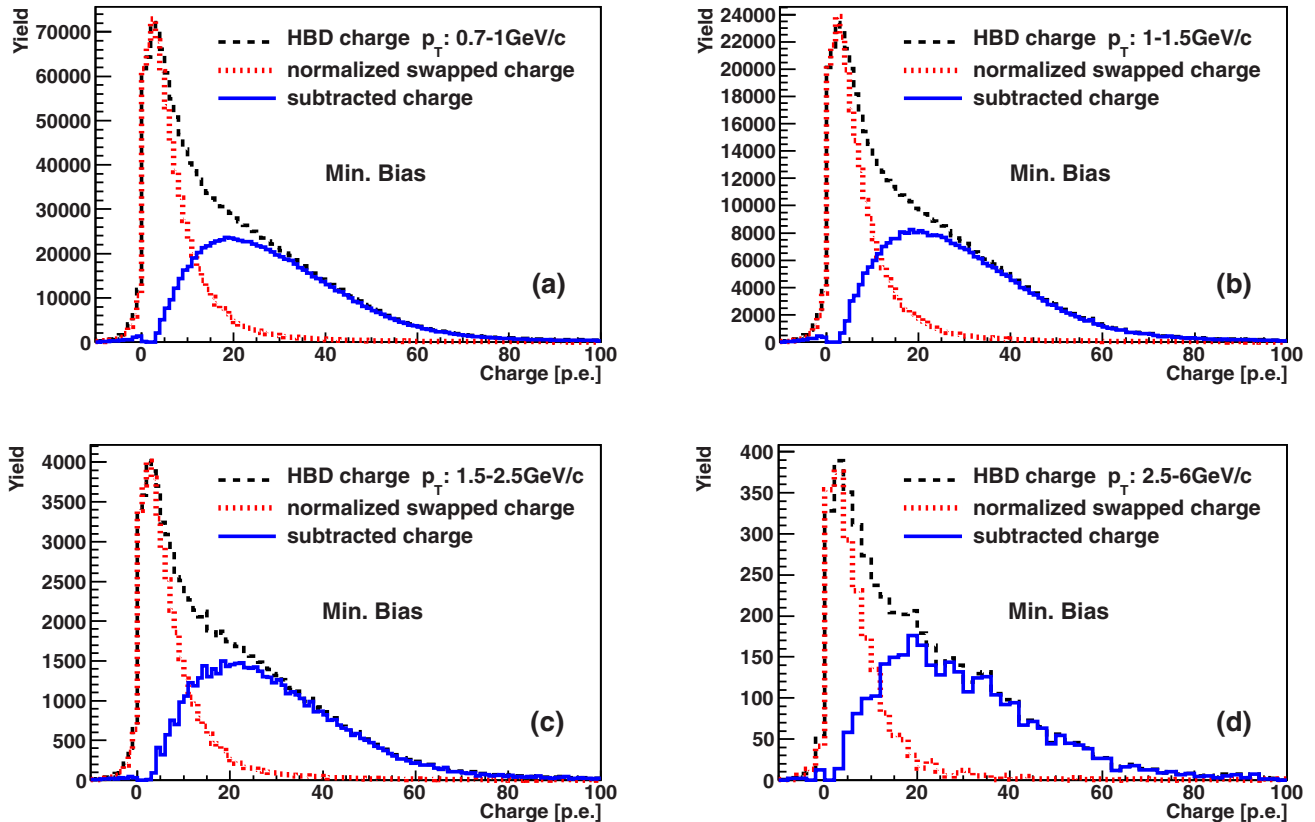 Yield
70000
60000
50000
40000
30000
20000
10000
0
HBD charge p_T: 0.7-1GeV/c
normalized swapped charge
subtracted charge
Min. Bias
(a)
0 20 40 60 80 100
Charge [p.e.]
Yield
24000
22000
20000
18000
16000
14000
12000
10000
8000
6000
4000
2000
0
HBD charge p_T: 1-1.5GeV/c
normalized swapped charge
subtracted charge
Min. Bias
(b)
0 20 40 60 80 100
Charge [p.e.]
Yield
4000
3500
3000
2500
2000
1500
1000
500
0
HBD charge p_T: 1.5-2.5GeV/c
normalized swapped charge
subtracted charge
Min. Bias
(c)
0 20 40 60 80 100
Charge [p.e.]
Yield
400
350
300
250
200
150
100
50
0
HBD charge p_T: 2.5-6GeV/c
normalized swapped charge
subtracted charge
Min. Bias
(d)
0 20 40 60 80 100
Charge [p.e.]